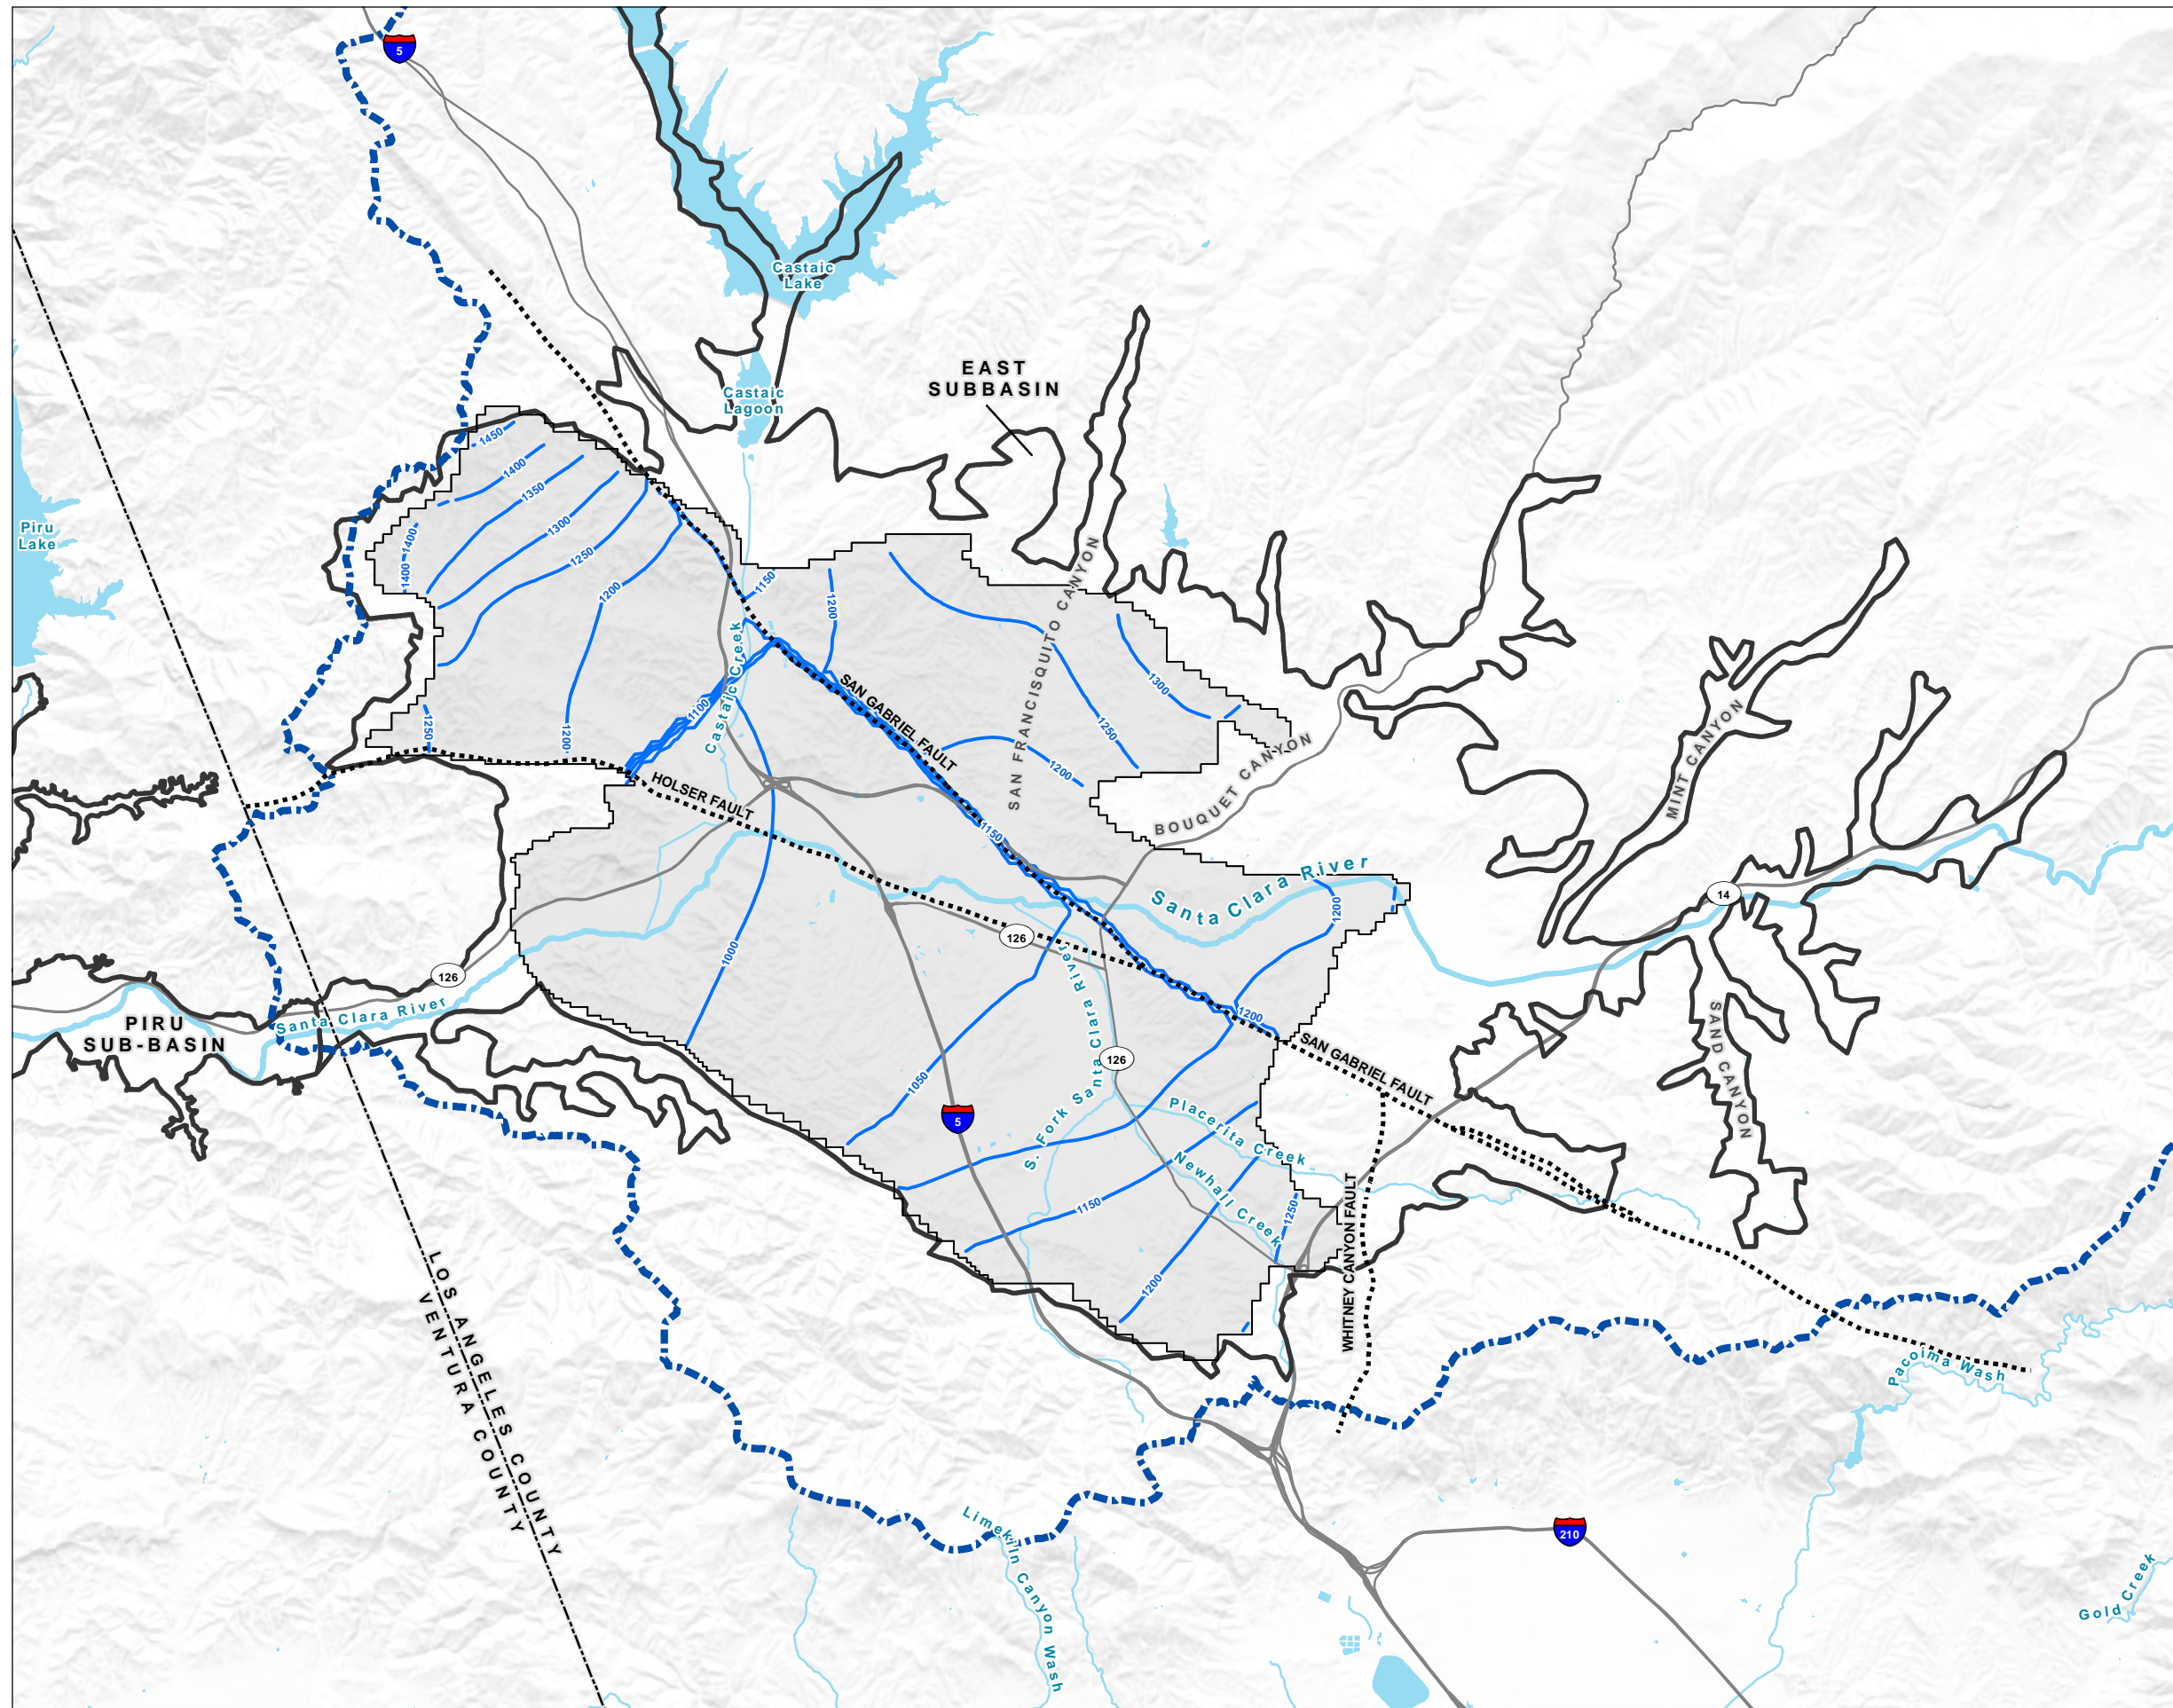 5
Castaic
Lake
EAST
SUBBASIN
Castaic
Lagoon
Piru
Lake
1450
1400
1350
1300
1250
1200
1400
1400
1150
1200
SAN FRANCISQUITO CANYON
1300
1250
1200
1100
Castaic Creek
SAN GABRIEL FAULT
1250
1200
HOLSER FAULT
1150
BOUQUET CANYON
MINT CANYON
Santa Clara River
14
1200
126
126
1000
Santa Clara River
PIRU
SUB-BASIN
S. Fork Santa Clara River
1200
126
SAN GABRIEL FAULT
SAND CANYON
1050
5
Placerita Creek
Newhall Creek
1150
1250
1200
WHITNEY CANYON FAULT
LOS ANGELES COUNTY
VENTURA COUNTY
Pacoima Wash
Limekiln Canyon Wash
210
Gold Creek